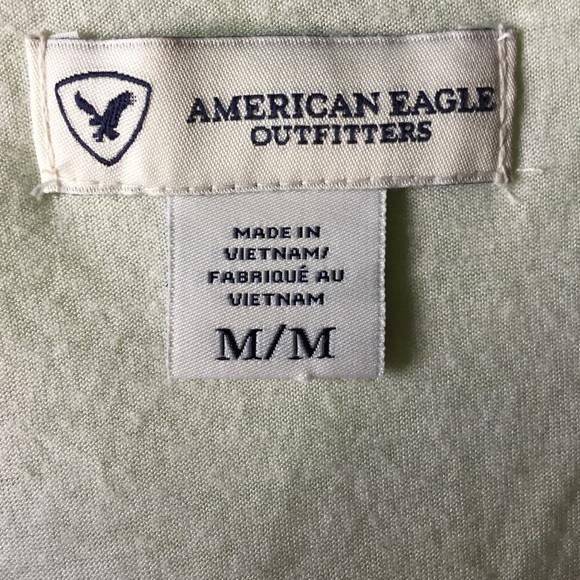 AMERICAN EAGLE
OUTFITTERS
MADE IN
VIETNAM/
FABRIQUÉ AU
VIETNAM
M/M